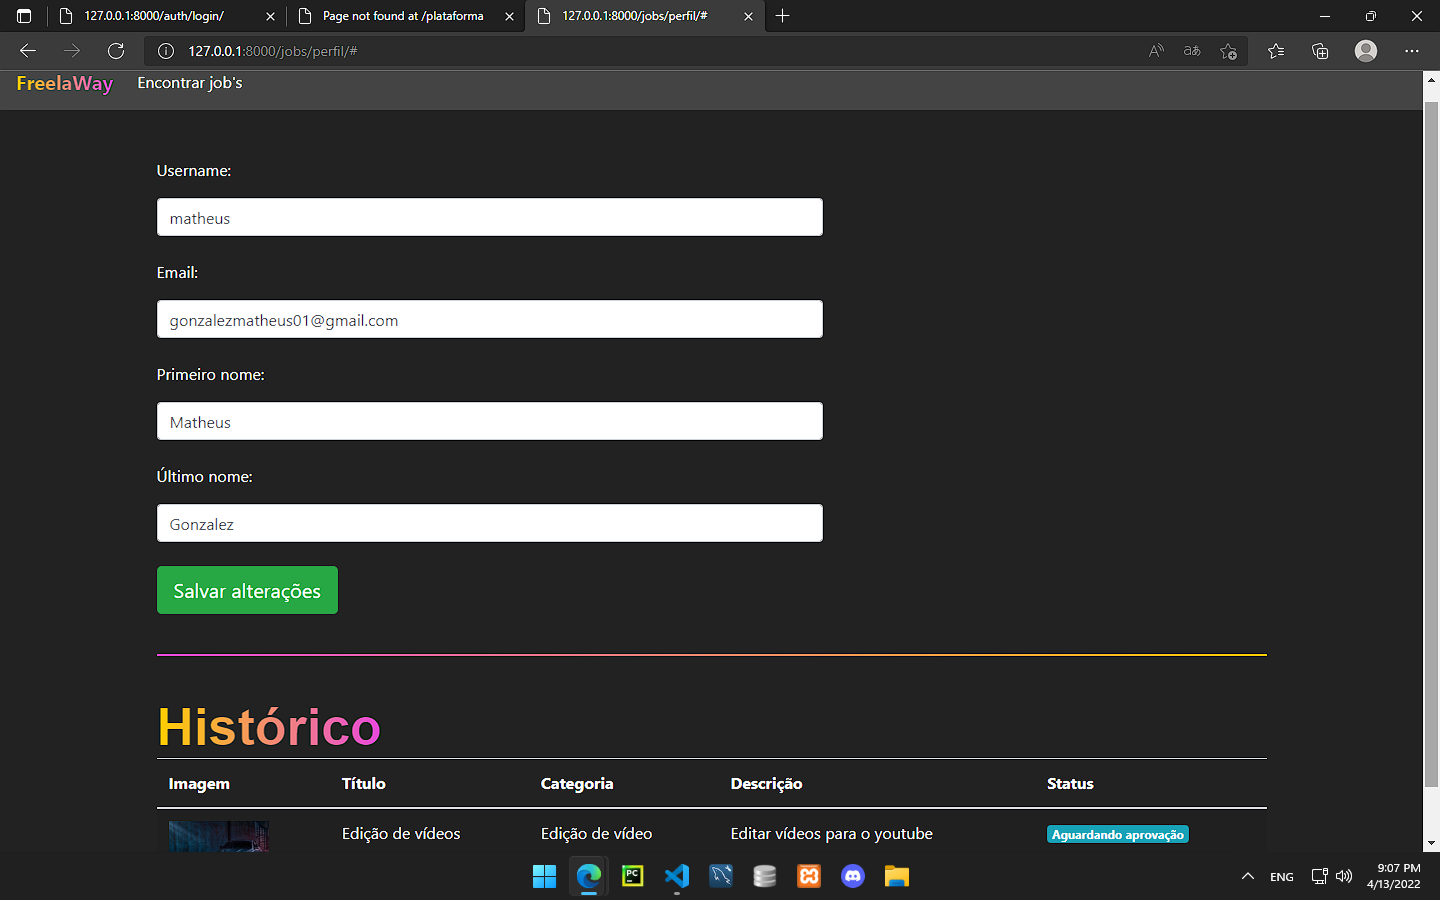 127.0.0.1:8000/auth/login/
Page not found at /plataforma
127.0.0.1:8000/jobs/perfil/#
127.0.0.1:8000/jobs/perfil/#
FreelaWay Encontrar job's
Username:
matheus
Email:
gonzalezmatheus01@gmail.com
Primeiro nome:
Matheus
Último nome:
Gonzalez
Salvar alterações
Histórico
Imagem Título Categoria Descrição Status
Edição de vídeos Edição de vídeo Editar vídeos para o youtube Aguardando aprovação
PC
ENG
9:07 PM
4/13/2022